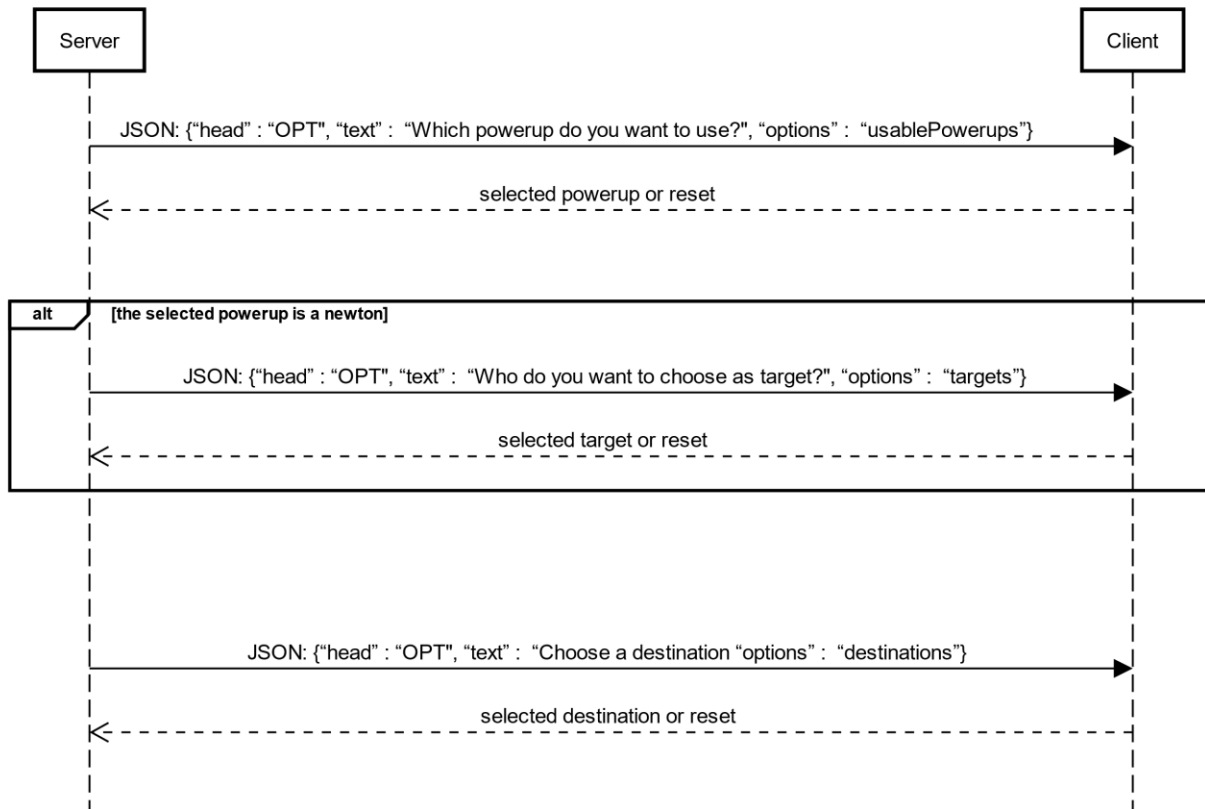 Server
Client
JSON: {“head” : “OPT", “text” :  “Which powerup do you want to use?", “options” :  “usablePowerups”}
selected powerup or reset
alt
[the selected powerup is a newton]
JSON: {“head” : “OPT", “text” :  “Who do you want to choose as target?", “options” :  “targets”}
selected target or reset
JSON: {“head” : “OPT", “text” :  “Choose a destination “options” :  “destinations”}
selected destination or reset